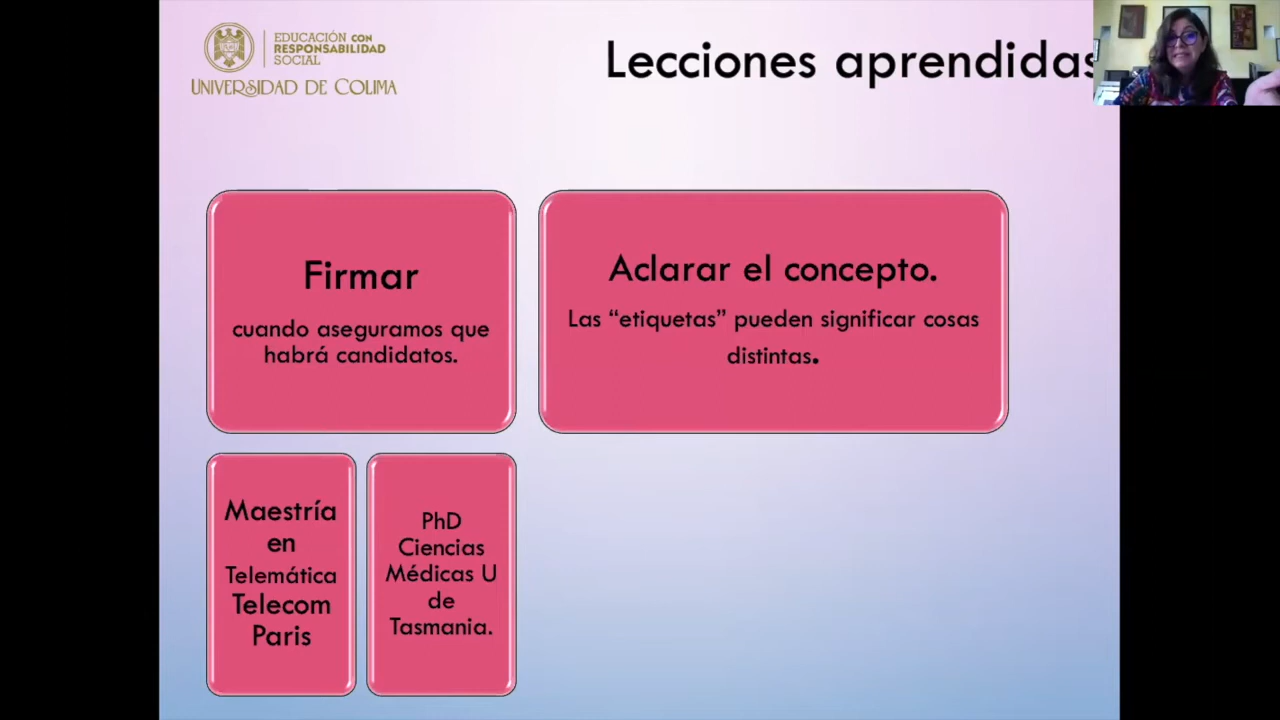 EDUCACIÓN CON
RESPONSABILIDAD
SOCIAL
UNIVERSIDAD DE COLIMA
Lecciones aprendidas
Firmar
cuando aseguramos que
habrá candidatos.
Aclarar el concepto.
Las “etiquetas” pueden significar cosas
distintas.
Maestría
en
Telemática
Telecom
Paris
PhD
Ciencias
Médicas U
de
Tasmania.